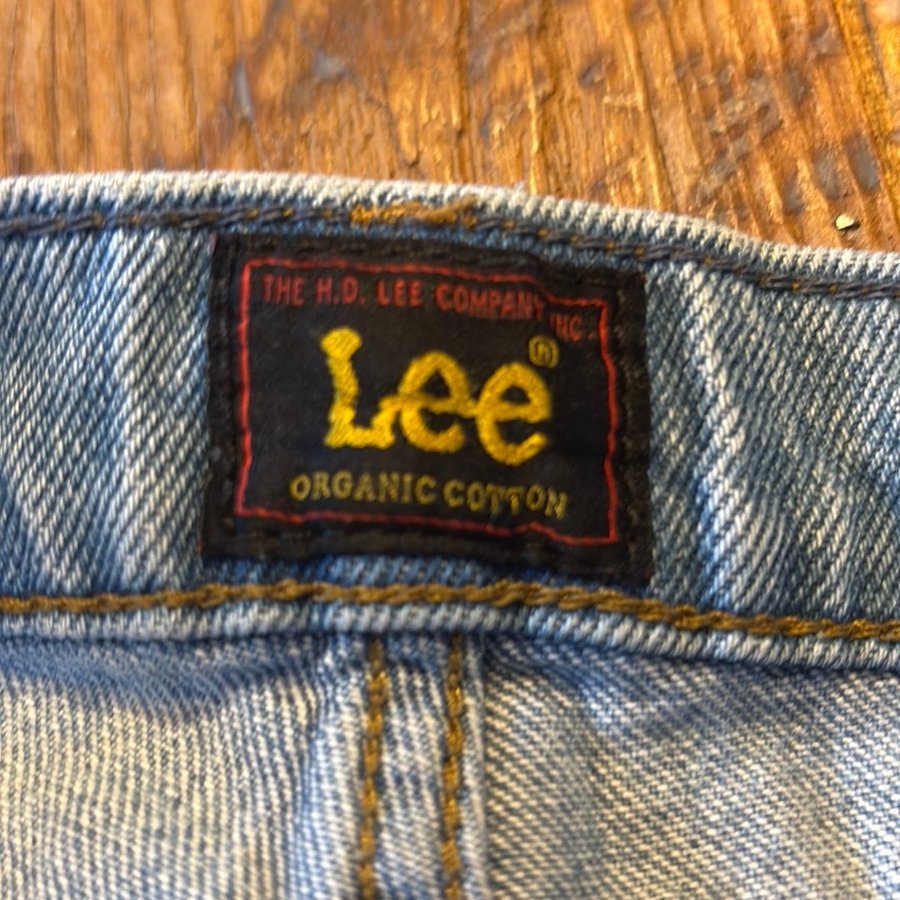 THE H.D. LEE COMPANY INC.
Lee®
ORGANIC COTTON